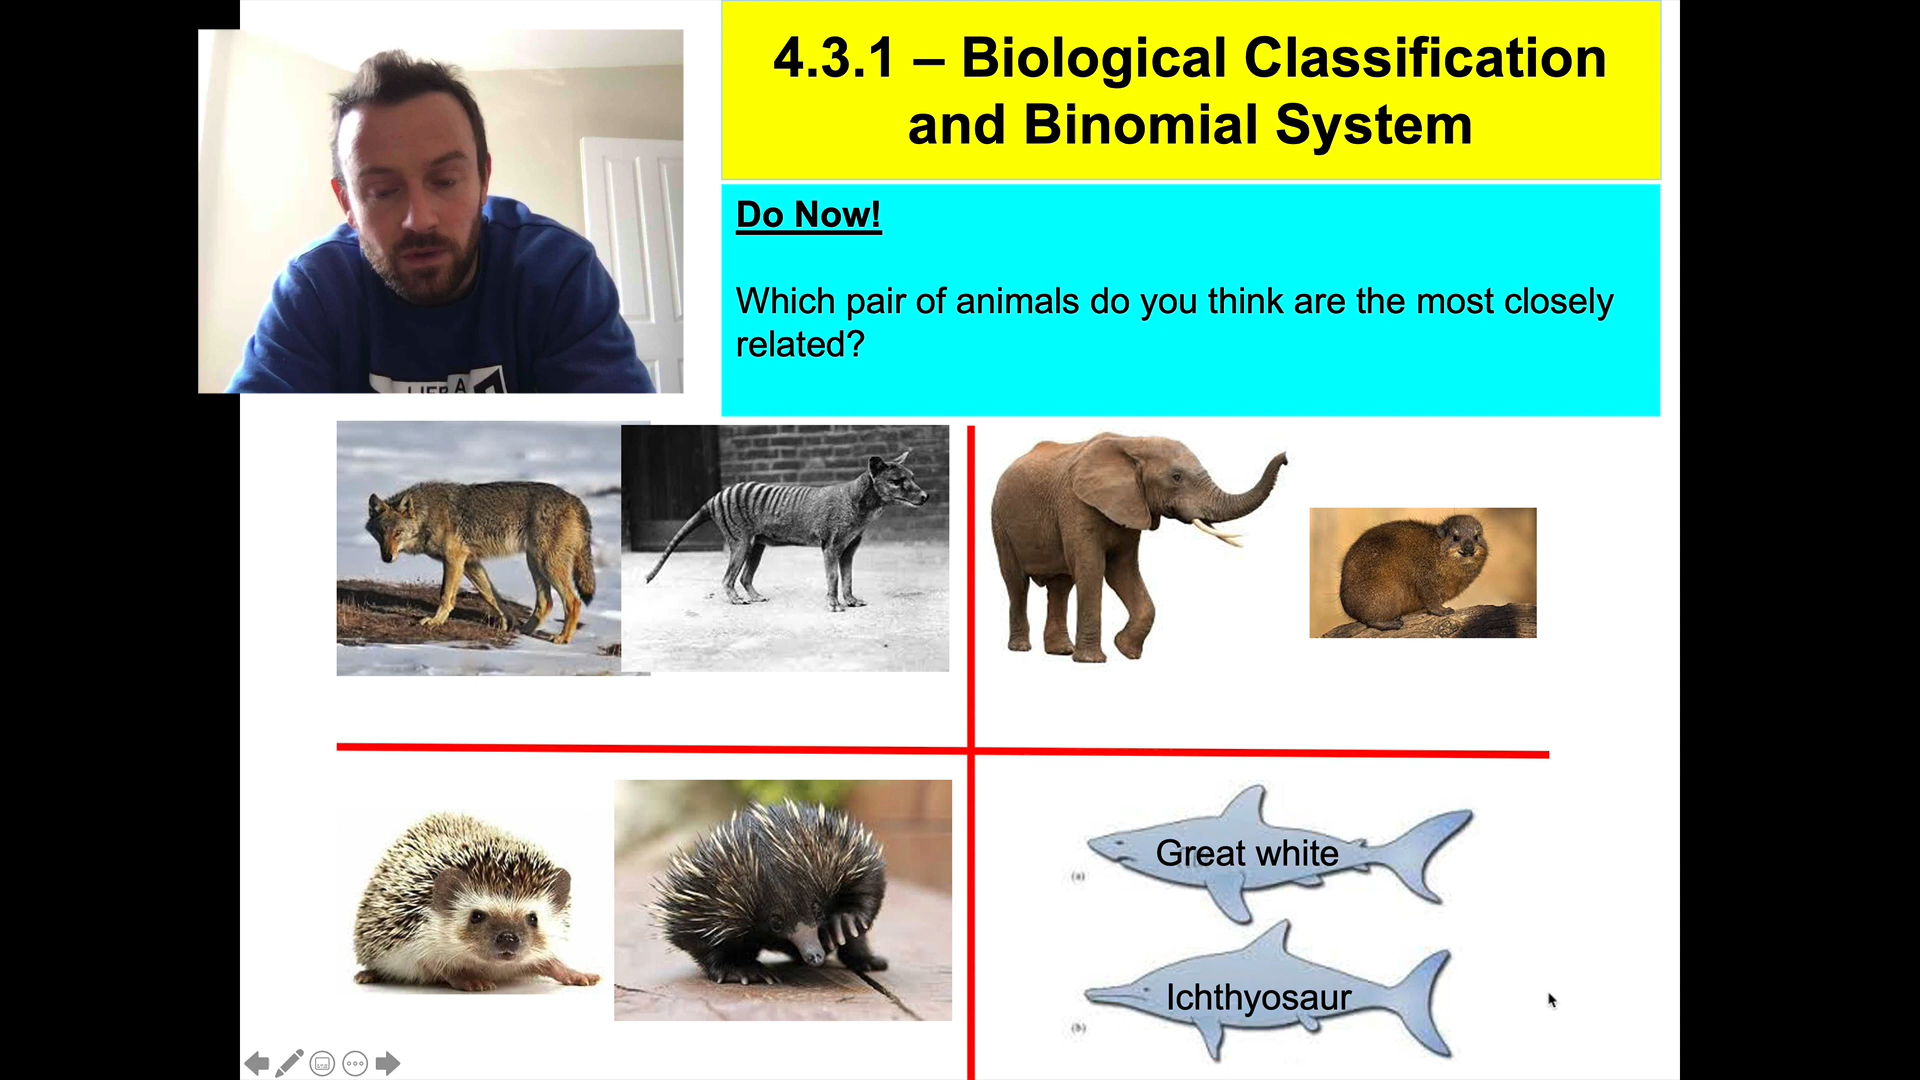 4.3.1 – Biological Classification
and Binomial System
Do Now!
Which pair of animals do you think are the most closely
related?
Great white
(a)
Ichthyosaur
(b)